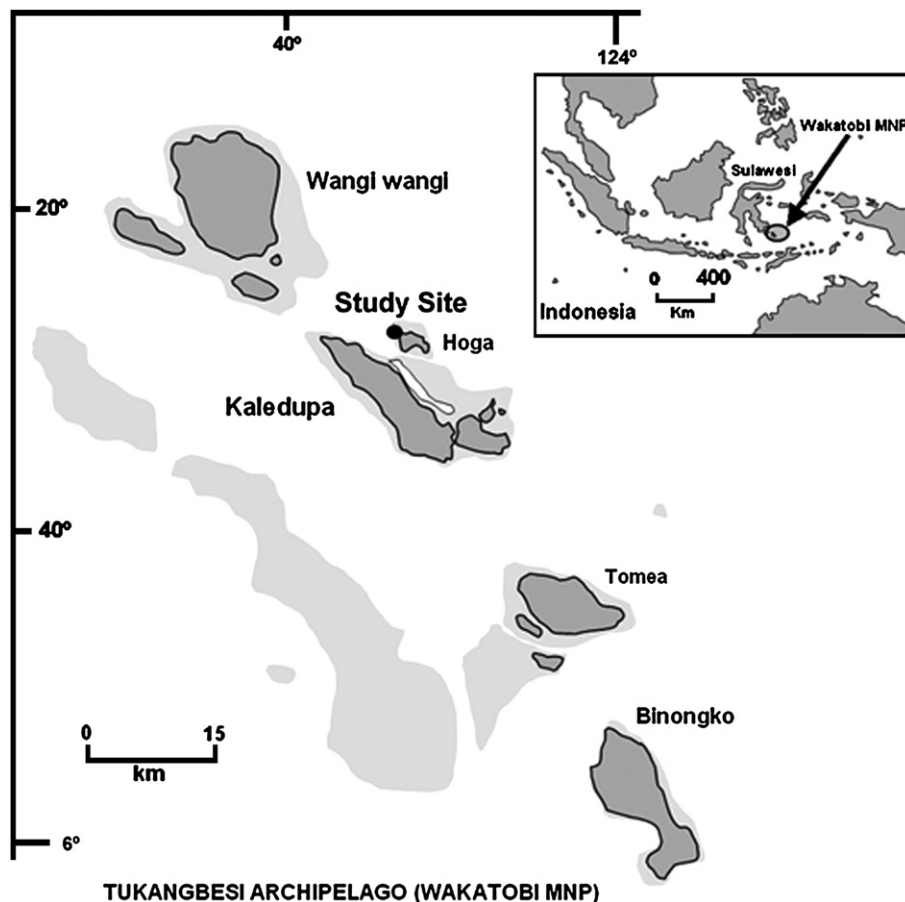 40º
124º
Wangi wangi
20º
Wakatobi MNP
Sulawesi
0 400
Km
Indonesia
Study Site
Hoga
Kaledupa
40º
Tomea
Binongko
0 15
km
6º
TUKANGBESI ARCHIPELAGO (WAKATOBI MNP)